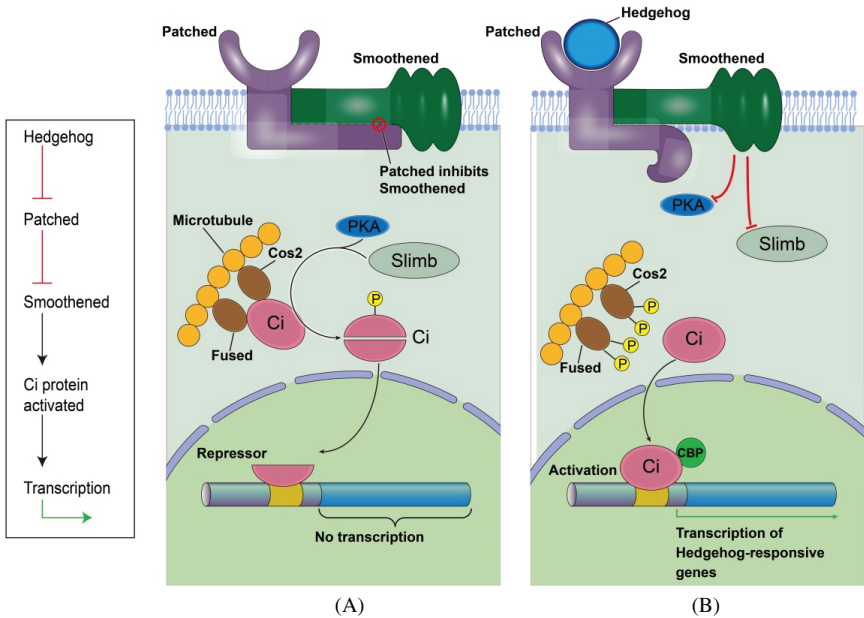 Hedgehog
Patched
Smoothened
Ci protein
activated
Transcription
Patched
Smoothened
Patched inhibits
Smoothened
Microtubule
PKA
Cos2
Slimb
Ci
P
Ci
Fused
Repressor
No transcription
(A)
Hedgehog
Patched
Smoothened
PKA
Slimb
Cos2
P
P
P
P
Fused
Ci
CBP
Activation
Ci
Transcription of
Hedgehog-responsive
genes
(B)